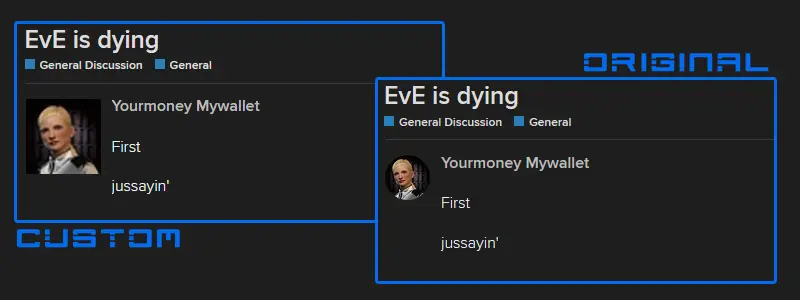 EvE is dying
General Discussion General
Yourmoney Mywallet
First
jussayin'
CUSTOM
ORIGINAL
EvE is dying
General Discussion General
Yourmoney Mywallet
First
jussayin'